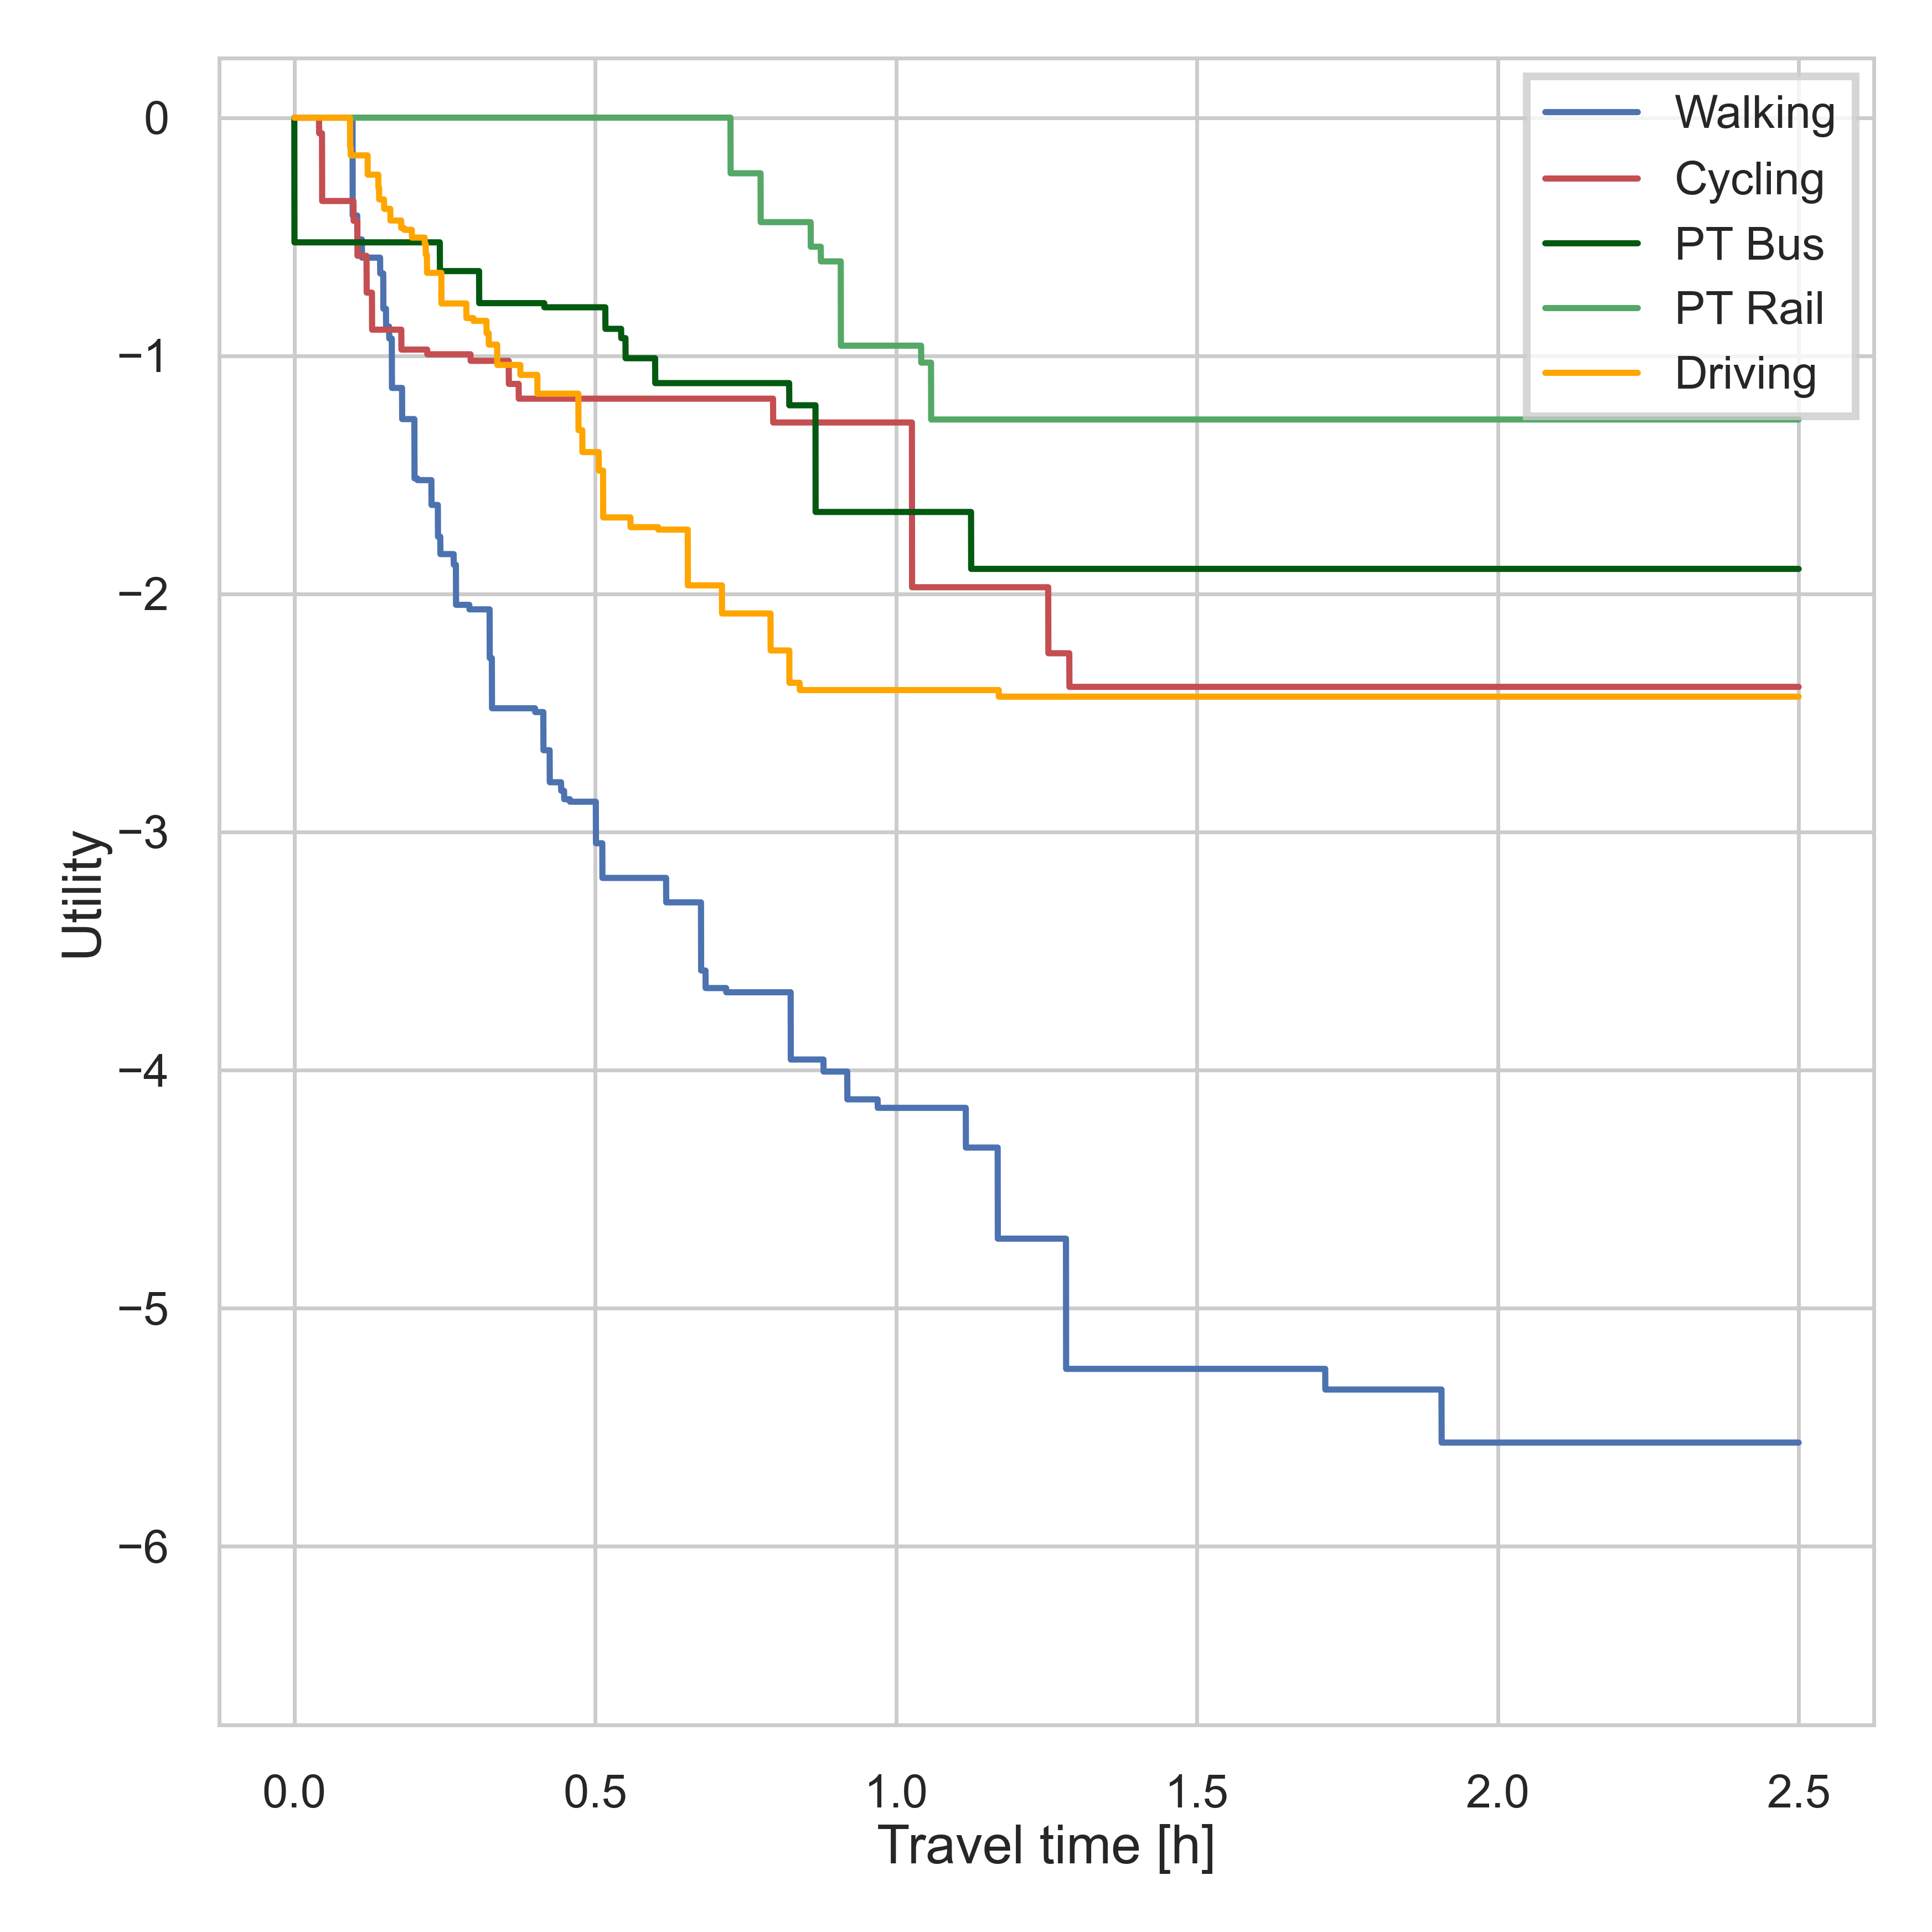 Walking
Cycling
PT Bus
PT Rail
Driving
Utility
0
−1
−2
−3
−4
−5
−6
0.0 0.5 1.0 1.5 2.0 2.5
Travel time [h]